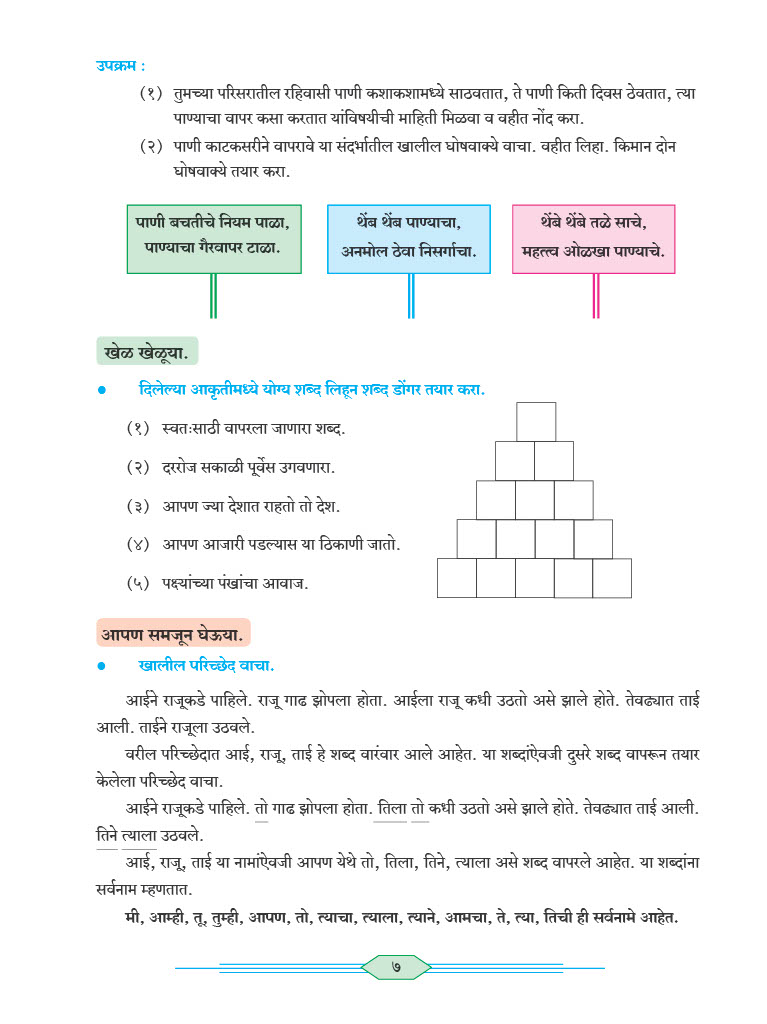 उपक्रम :
(१) तुमच्या परिसरातील रहिवासी पाणी कशाकशामध्ये साठवतात, ते पाणी किती दिवस ठेवतात, त्या
पाण्याचा वापर कसा करतात यांविषयीची माहिती मिळवा व वहीत नोंद करा.
(२) पाणी काटकसरीने वापरावे या संदर्भातील खालील घोषवाक्ये वाचा. वहीत लिहा. किमान दोन
घोषवाक्ये तयार करा.
पाणी बचतीचे नियम पाळा,
पाण्याचा गैरवापर टाळा.
थेंब थेंब पाण्याचा,
अनमोल ठेवा निसर्गाचा.
थेंबे थेंबे तळे साचे,
महत्त्व ओळखा पाण्याचे.
खेळ खेळूया.
● दिलेल्या आकृतीमध्ये योग्य शब्द लिहून शब्द डोंगर तयार करा.
(१) स्वतःसाठी वापरला जाणारा शब्द.
(२) दररोज सकाळी पूर्वेस उगवणारा.
(३) आपण ज्या देशात राहतो तो देश.
(४) आपण आजारी पडल्यास या ठिकाणी जातो.
(५) पक्ष्यांच्या पंखांचा आवाज.
आपण समजून घेऊया.
● खालील परिच्छेद वाचा.
आईने राजूकडे पाहिले. राजू गाढ झोपला होता. आईला राजू कधी उठतो असे झाले होते. तेवढ्यात ताई
आली. ताईने राजूला उठवले.
वरील परिच्छेदात आई, राजू, ताई हे शब्द वारंवार आले आहेत. या शब्दांऐवजी दुसरे शब्द वापरून तयार
केलेला परिच्छेद वाचा.
आईने राजूकडे पाहिले. तो गाढ झोपला होता. तिला तो कधी उठतो असे झाले होते. तेवढ्यात ताई आली.
तिने त्याला उठवले.
आई, राजू, ताई या नामांऐवजी आपण येथे तो, तिला, तिने, त्याला असे शब्द वापरले आहेत. या शब्दांना
सर्वनाम म्हणतात.
मी, आम्ही, तू, तुम्ही, आपण, तो, त्याचा, त्याला, त्याने, आमचा, ते, त्या, तिची ही सर्वनामे आहेत.
७